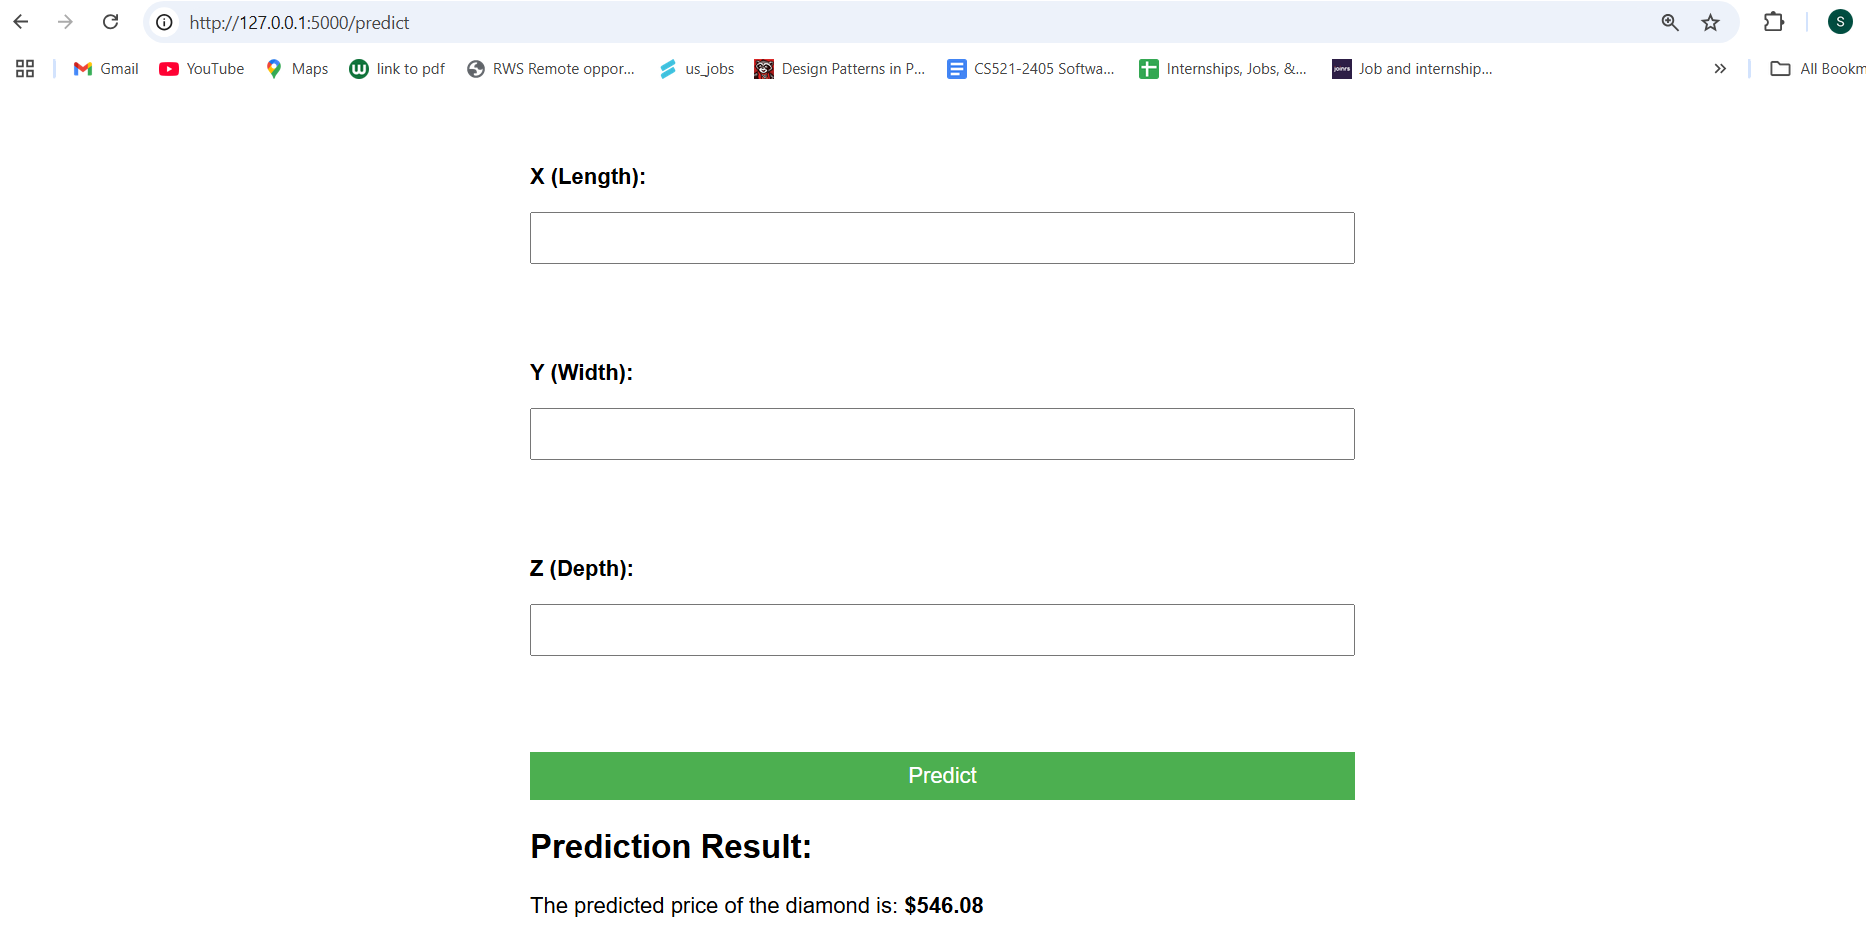 http://127.0.0.1:5000/predict
S
Gmail YouTube Maps link to pdf RWS Remote oppor... us_jobs Design Patterns in P... CS521-2405 Softwa... Internships, Jobs, &... joinrs Job and internship... » All Bookm
X (Length):
Y (Width):
Z (Depth):
Predict
Prediction Result:
The predicted price of the diamond is: $546.08